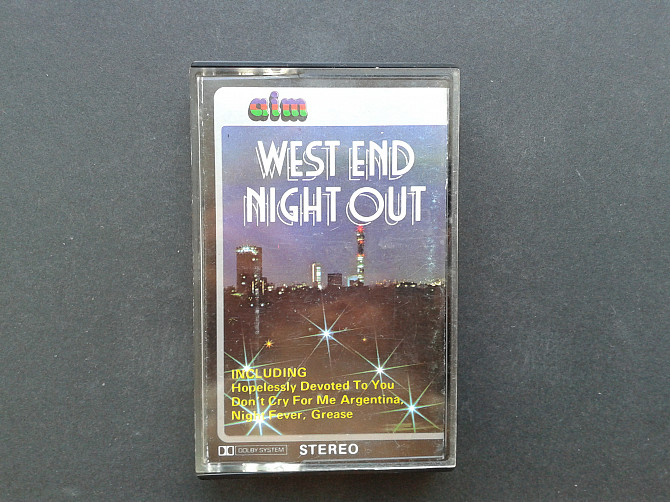 aim
WEST END
NIGHT OUT
INCLUDING
Hopelessly Devoted To You
Don't Cry For Me Argentina,
Night Fever, Grease
DOLBY SYSTEM STEREO